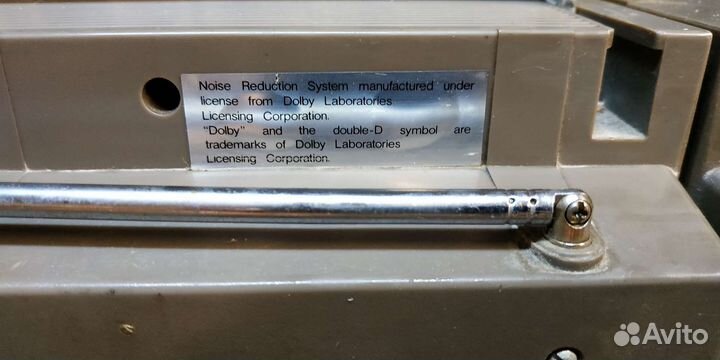 Noise Reduction System manufactured under
license from Dolby Laboratories
Licensing Corporation.
"Dolby" and the double-D symbol are
trademarks of Dolby Laboratories
Licensing Corporation.
Avito